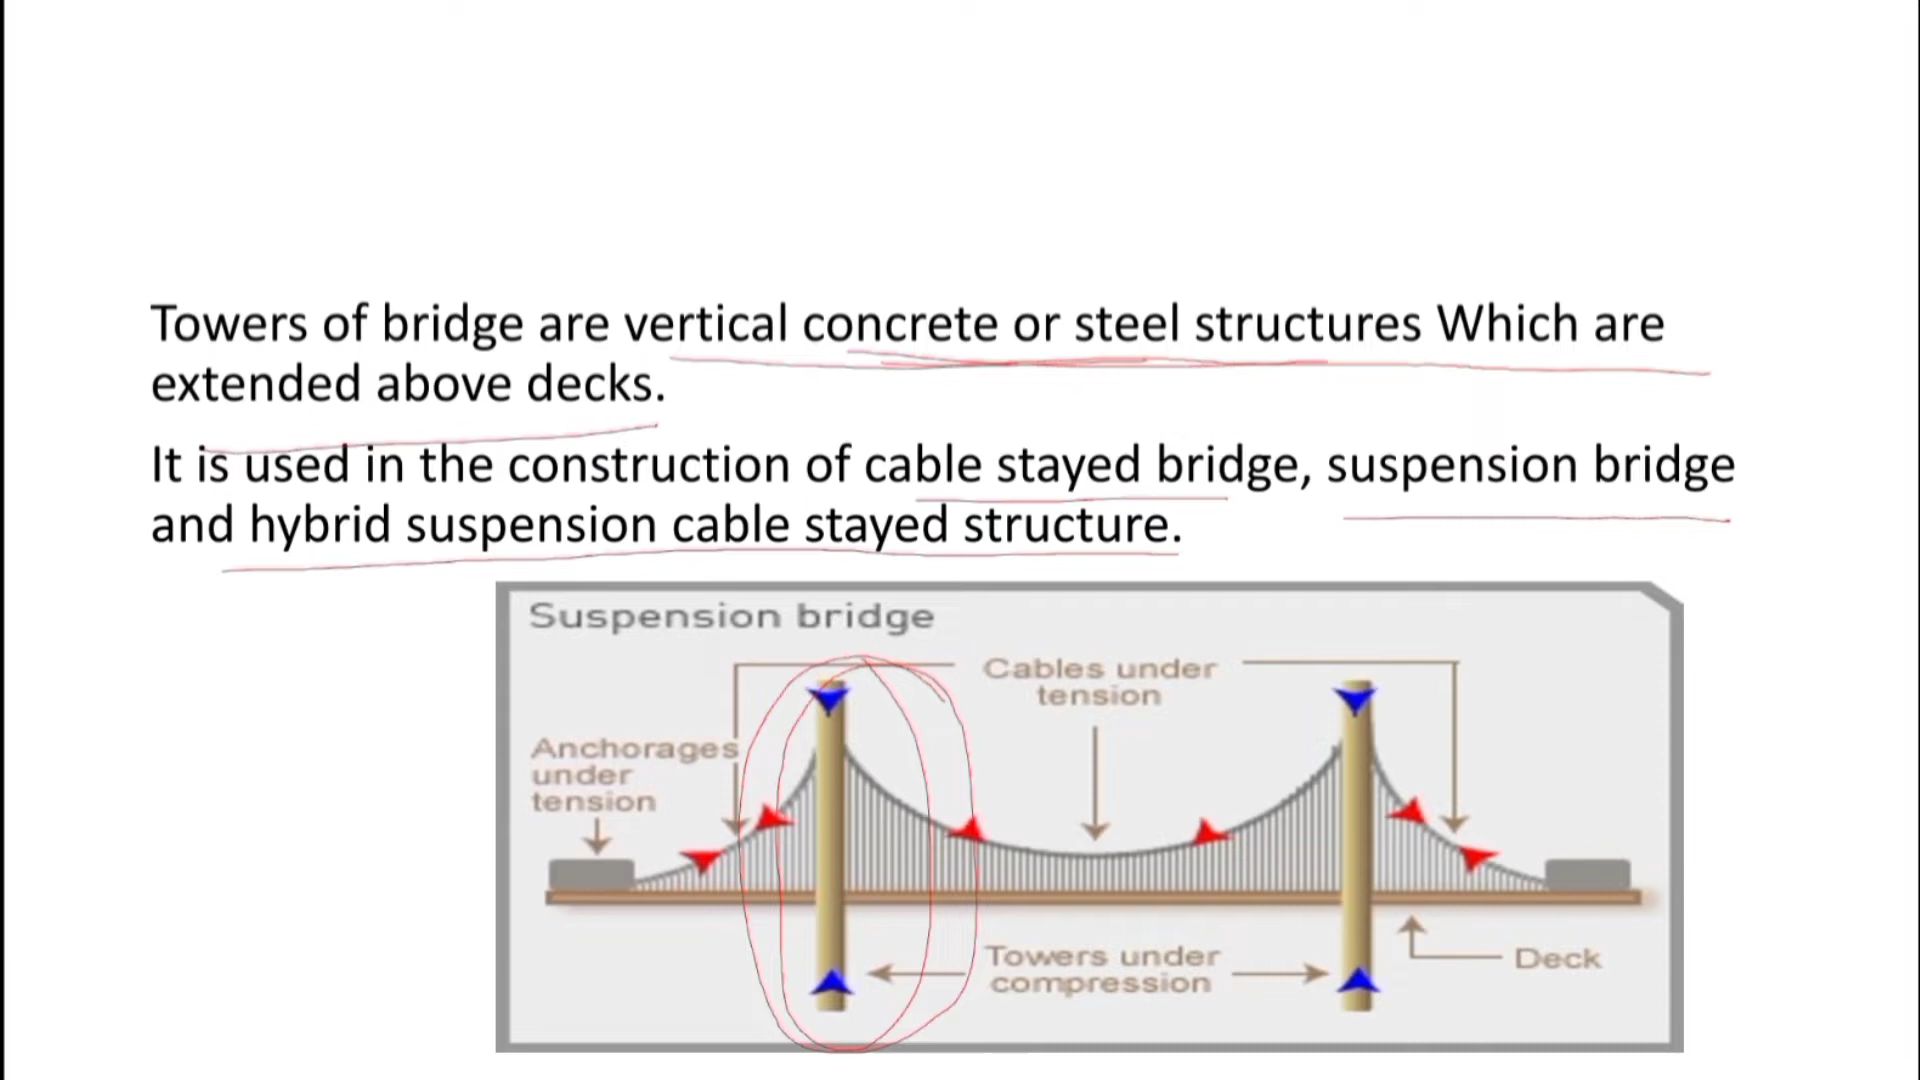 Towers of bridge are vertical concrete or steel structures Which are
extended above decks.
It is used in the construction of cable stayed bridge, suspension bridge
and hybrid suspension cable stayed structure.
Suspension bridge
Cables under
tension
Anchorages
under
tension
Towers under
compression
Deck